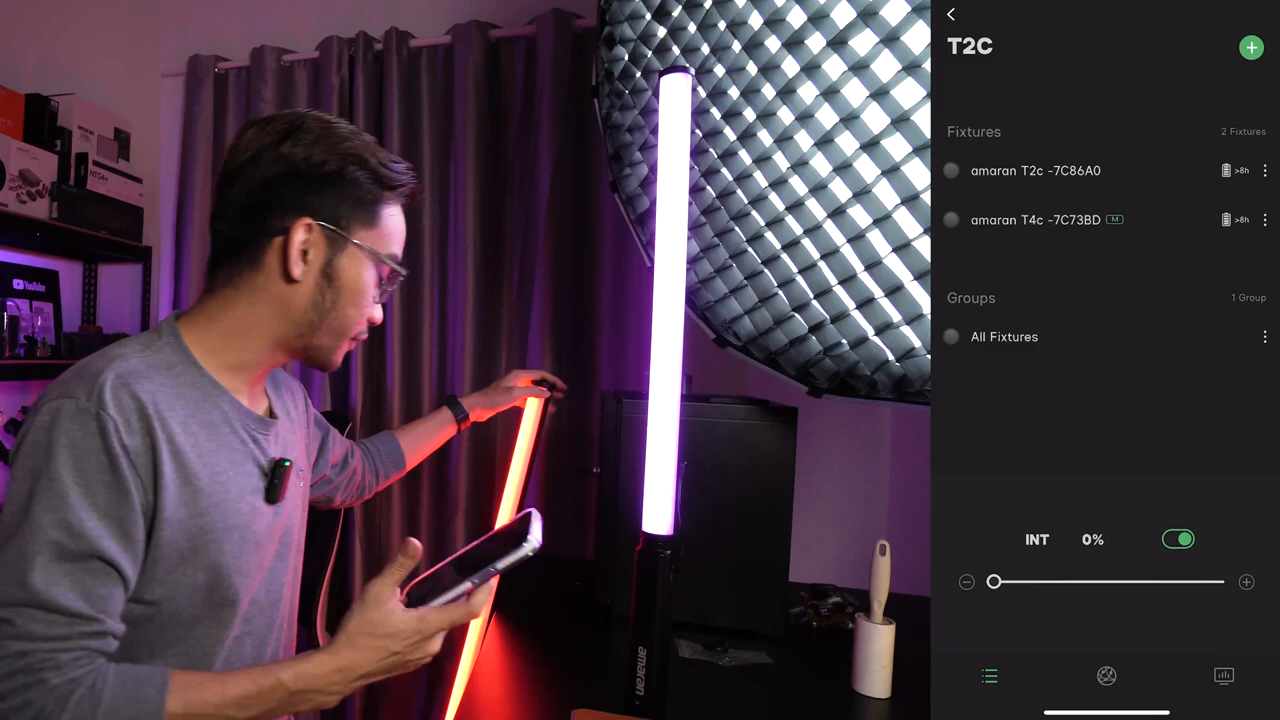 T2C
Fixtures
2 Fixtures
amaran T2c -7C86A0
>8h
amaran T4c -7C73BD M
>8h
Groups
1 Group
All Fixtures
INT 0%
YouTube
amaran